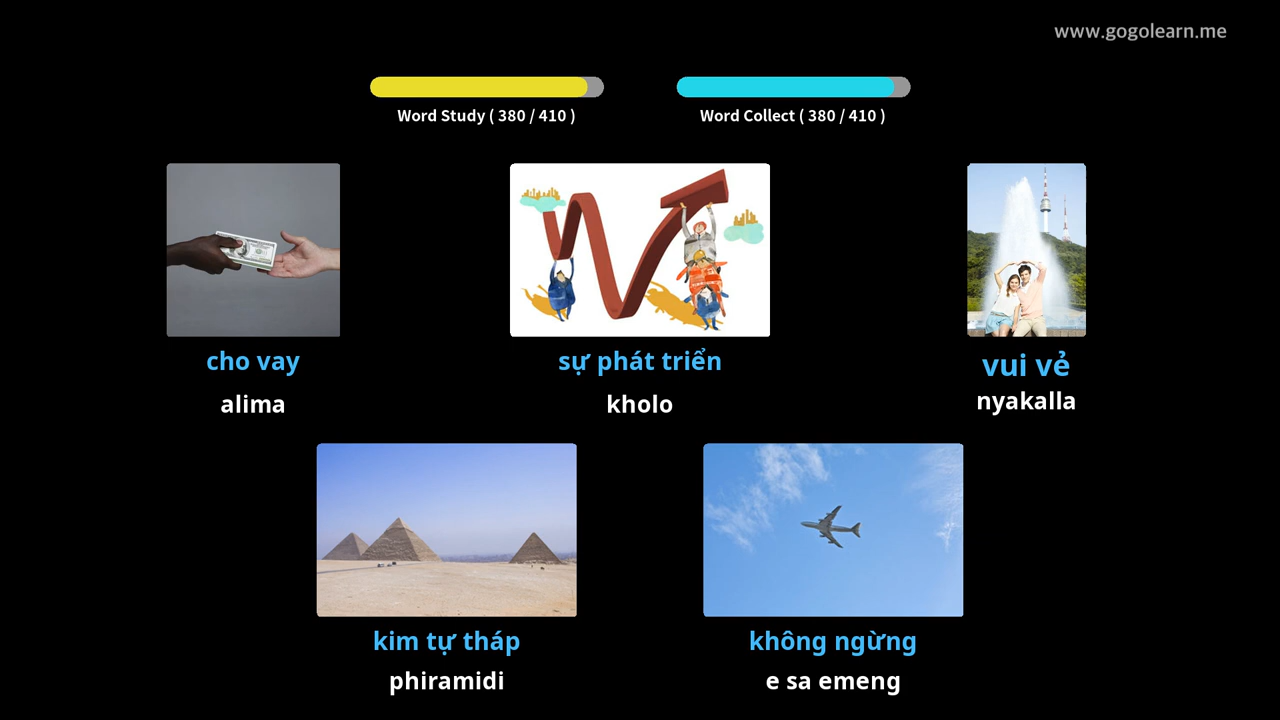 www.gogolearn.me
Word Study ( 380 / 410 )
Word Collect ( 380 / 410 )
cho vay
alima
sự phát triển
kholo
vui vẻ
nyakalla
kim tự tháp
phiramidi
không ngừng
e sa emeng